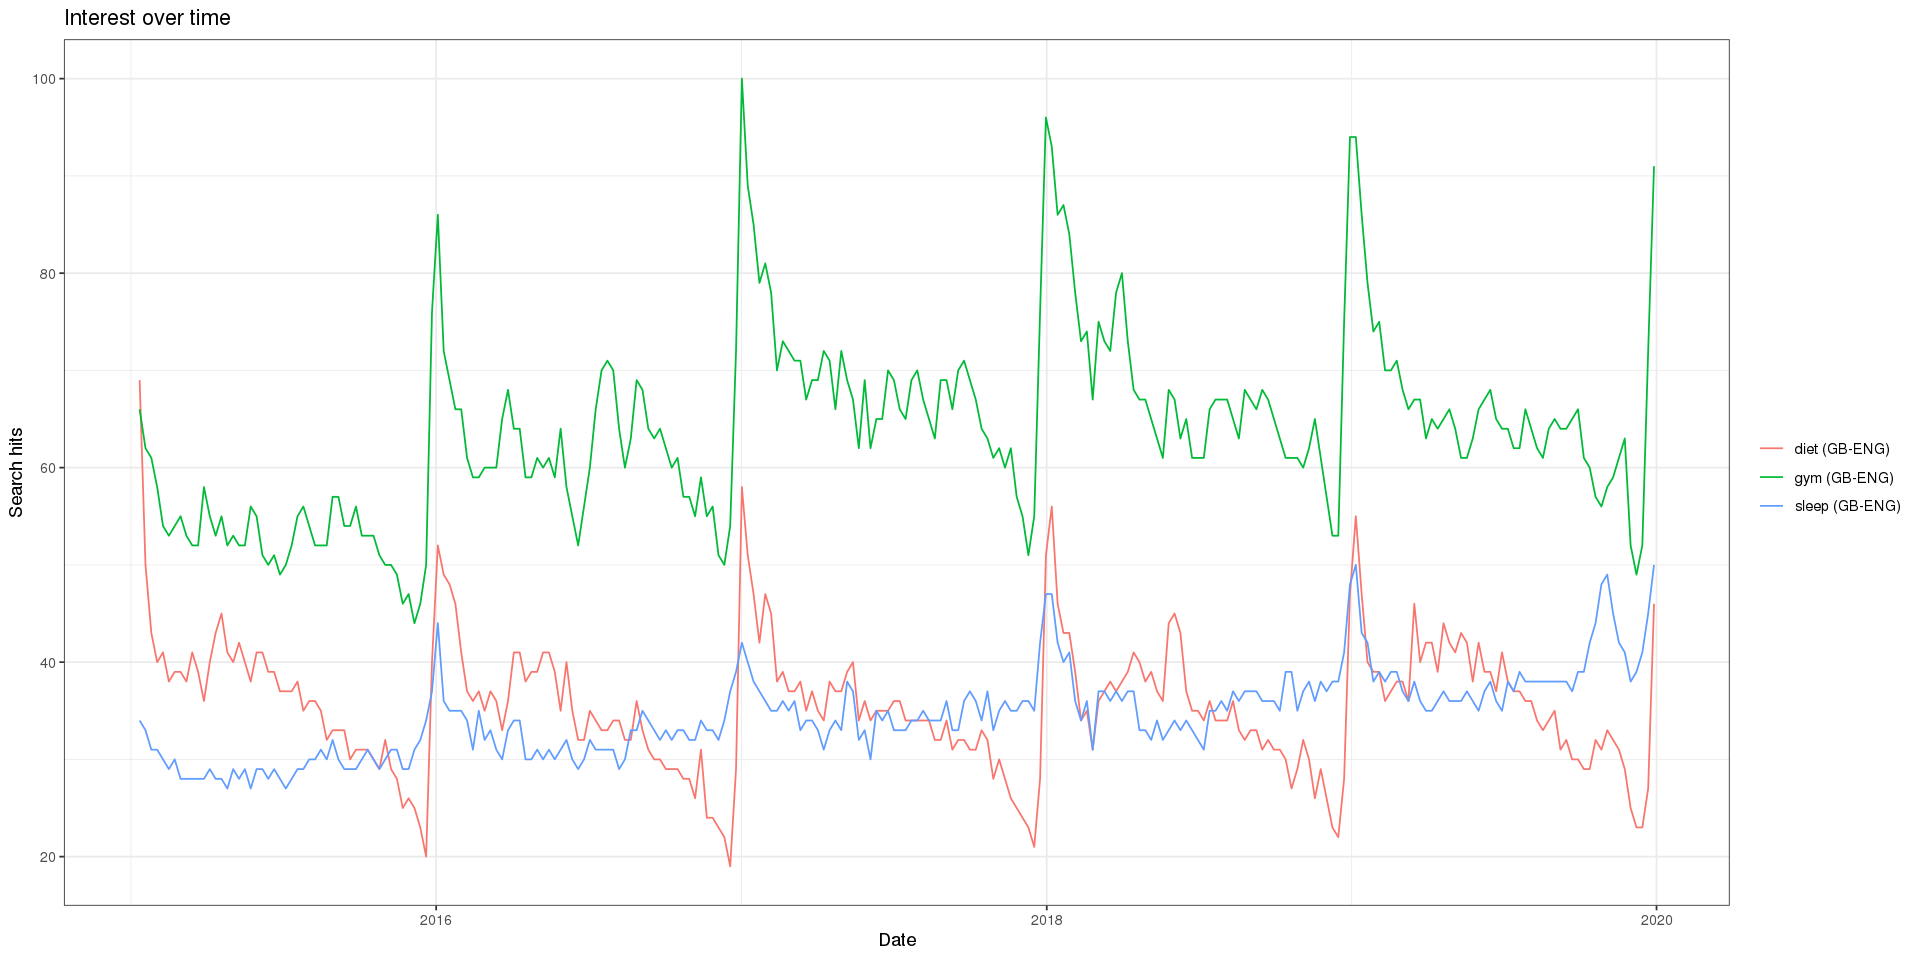 Interest over time
100
80
60
40
20
Search hits
2016
2018
2020
Date
diet (GB-ENG)
gym (GB-ENG)
sleep (GB-ENG)